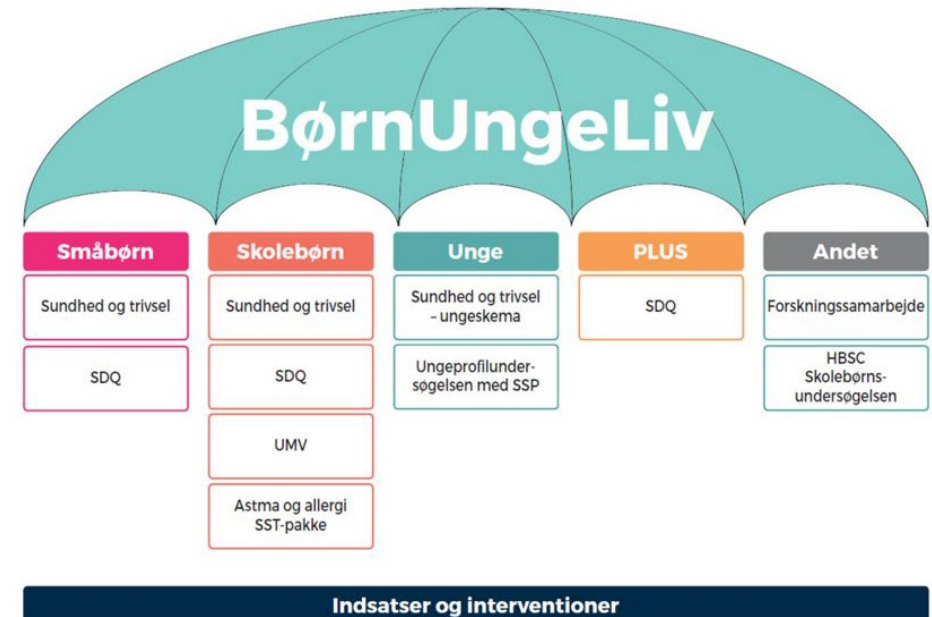 BørnUngeLiv
Småbørn
Sundhed og trivsel
SDQ
Skolebørn
Sundhed og trivsel
SDQ
UMV
Astma og allergi
SST-pakke
Unge
Sundhed og trivsel
– ungeskema
Ungeprofilunder-
søgelsen med SSP
PLUS
SDQ
Andet
Forskningssamarbejde
HBSC
Skolebørns-
undersøgelsen
Indsatser og interventioner